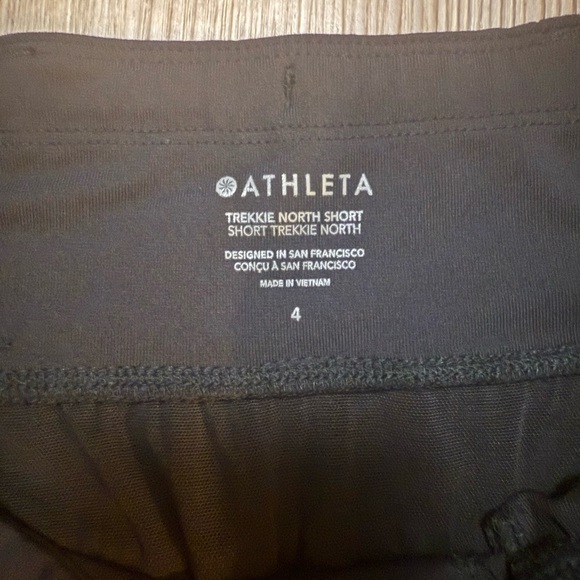 ATHLETA
TREKKIE NORTH SHORT
SHORT TREKKIE NORTH
DESIGNED IN SAN FRANCISCO
CONÇU À SAN FRANCISCO
MADE IN VIETNAM
4